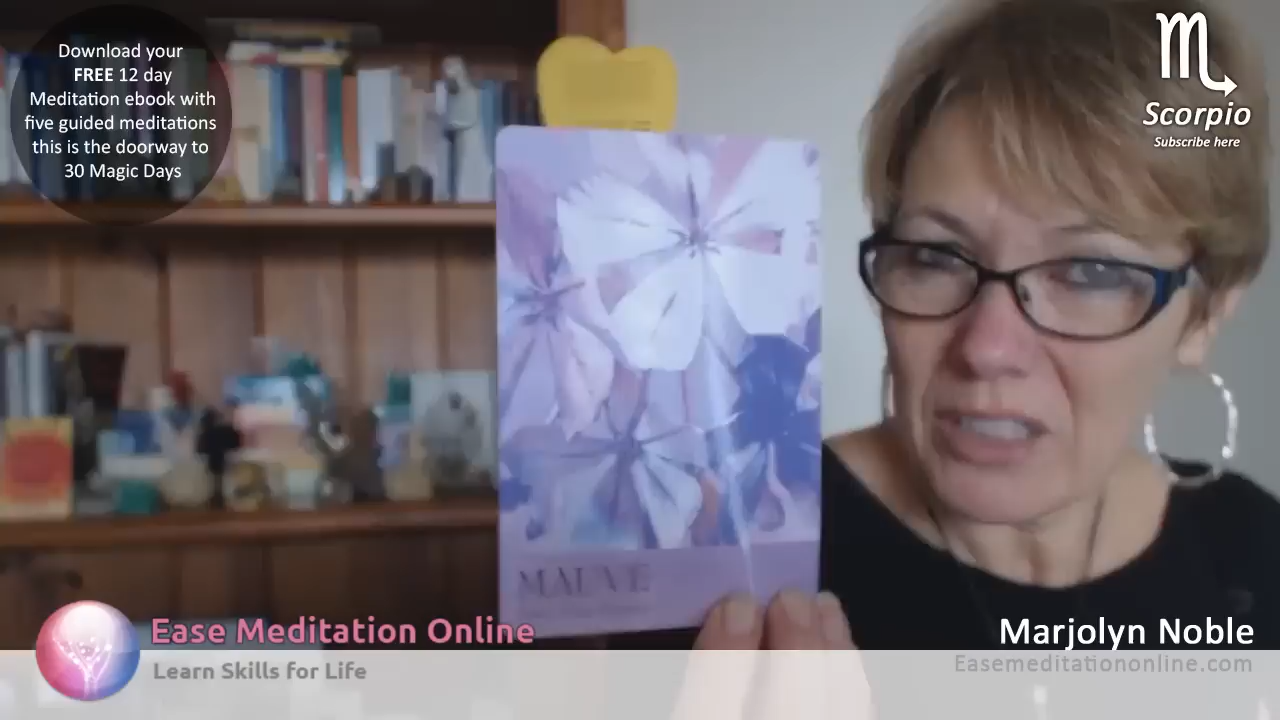 Download your
FREE 12 day
Meditation ebook with
five guided meditations
this is the doorway to
30 Magic Days
Scorpio
Subscribe here
MAUVE
Ease Meditation Online
Learn Skills for Life
Marjolyn Noble
Easemeditationonline.com